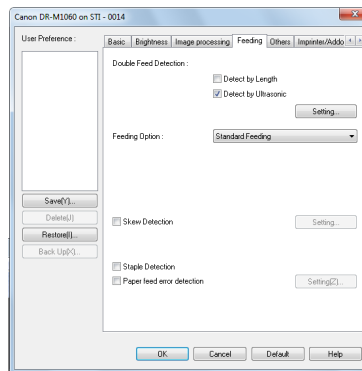 Canon DR-M1060 on STI - 0014
User Preference :
Basic Brightness Image processing Feeding Others Imprinter/Addo
Double Feed Detection :
Detect by Length
Detect by Ultrasonic
Setting...
Feeding Option : Standard Feeding
Save(Y)...
Delete(J)
Restore(I)...
Back Up(X)...
Skew Detection Setting...
Staple Detection
Paper feed error detection Setting(Z)...
OK Cancel Default Help